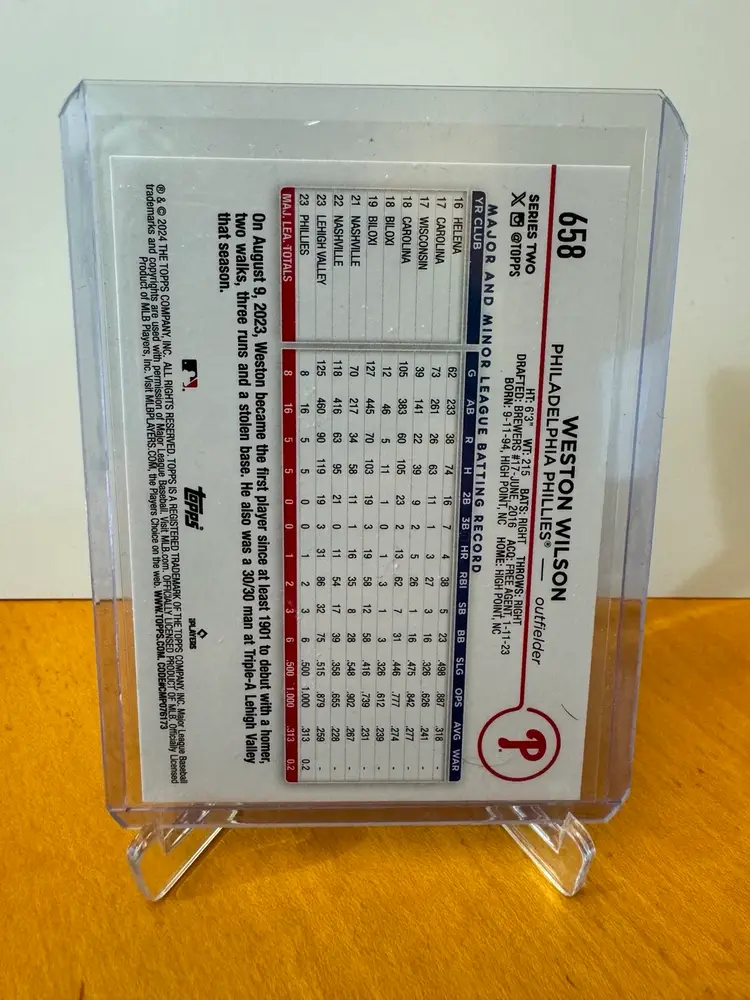 658
WESTON WILSON
PHILADELPHIA PHILLIES® — outfielder
SERIES TWO
X @TOPPS
HT: 6'3" WT: 215 BATS: RIGHT THROWS: RIGHT
DRAFTED: BREWERS #17-JUNE, 2016 ACQ: FREE AGENT, 1-11-23
BORN: 9-11-94, HIGH POINT, NC HOME: HIGH POINT, NC
MAJOR AND MINOR LEAGUE BATTING RECORD
YR CLUB G AB R H 2B 3B HR RBI SB BB SLG OPS AVG WAR
16 HELENA 62 233 38 74 16 7 4 38 5 23 .498 .887 .318 -
17 CAROLINA 73 261 26 63 11 1 3 27 3 16 .326 .626 .241 -
17 WISCONSIN 39 141 22 39 9 2 5 26 1 16 .475 .842 .277 -
18 CAROLINA 105 383 60 105 23 2 13 62 7 31 .446 .777 .274 -
18 BILOXI 12 46 5 11 1 0 1 3 1 3 .326 .612 .239 -
19 BILOXI 127 445 70 103 19 3 19 58 12 58 .416 .739 .231 -
21 NASHVILLE 70 217 34 58 11 1 16 35 8 28 .548 .902 .267 -
22 NASHVILLE 118 416 63 95 21 0 11 54 17 39 .358 .655 .228 -
23 LEHIGH VALLEY 125 460 90 119 19 3 31 86 32 75 .515 .879 .259 -
23 PHILLIES 8 16 5 5 0 0 1 2 3 6 .500 1.000 .313 0.2
MAJ. LEA. TOTALS 8 16 5 5 0 0 1 2 3 6 .500 1.000 .313 0.2
On August 9, 2023, Weston became the first player since at least 1901 to debut with a homer,
two walks, three runs and a stolen base. He also was a 30/30 man at Triple-A Lehigh Valley
that season.
topps®
PLAYERS
® & © 2024 THE TOPPS COMPANY, INC. ALL RIGHTS RESERVED. TOPPS IS A REGISTERED TRADEMARK OF THE TOPPS COMPANY, INC. Major League Baseball
trademarks and copyrights are used with permission of Major League Baseball. Visit MLB.com. OFFICIALLY LICENSED PRODUCT OF MLB. Officially Licensed
Product of MLB Players, Inc. Visit MLBPLAYERS.COM, the Players Choice on the web. WWW.TOPPS.COM. CODE#CMP076173